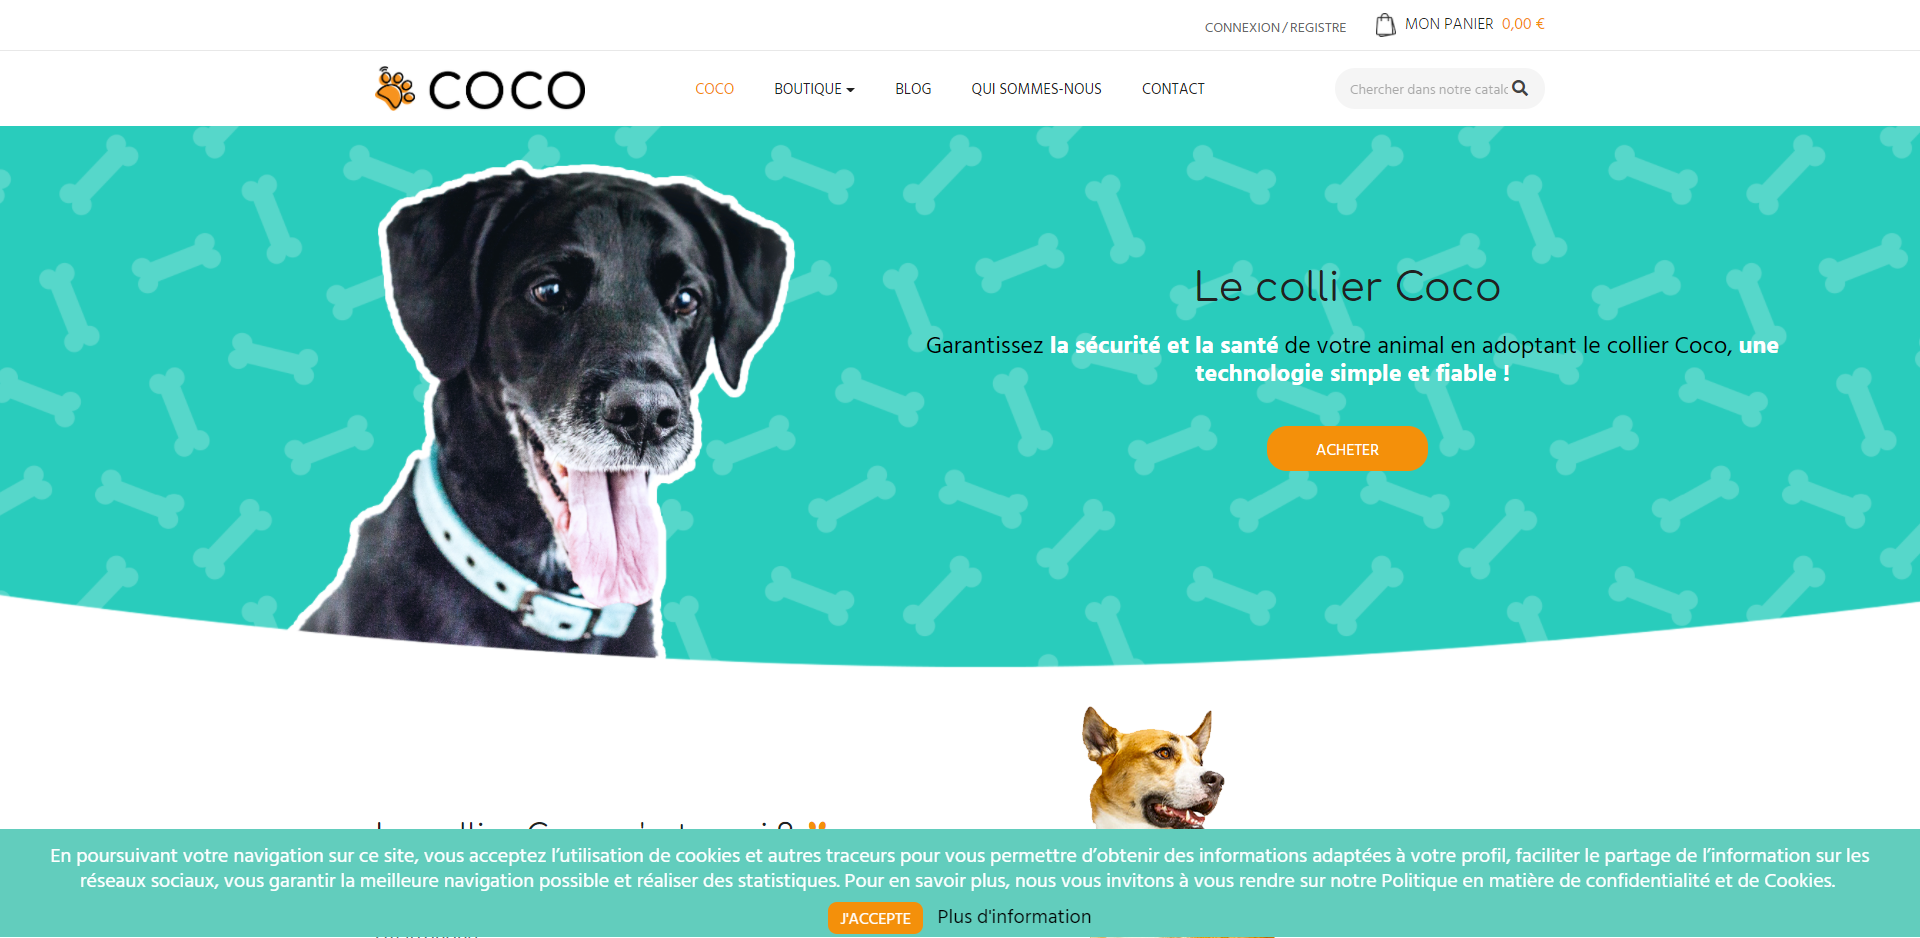 CONNEXION / REGISTRE
MON PANIER 0,00 €
COCO
COCO
BOUTIQUE
BLOG
QUI SOMMES-NOUS
CONTACT
Chercher dans notre catalo
Le collier Coco
Garantissez la sécurité et la santé de votre animal en adoptant le collier Coco, une
technologie simple et fiable !
ACHETER
En poursuivant votre navigation sur ce site, vous acceptez l’utilisation de cookies et autres traceurs pour vous permettre d’obtenir des informations adaptées à votre profil, faciliter le partage de l’information sur les
réseaux sociaux, vous garantir la meilleure navigation possible et réaliser des statistiques. Pour en savoir plus, nous vous invitons à vous rendre sur notre Politique en matière de confidentialité et de Cookies.
J'ACCEPTE
Plus d'information